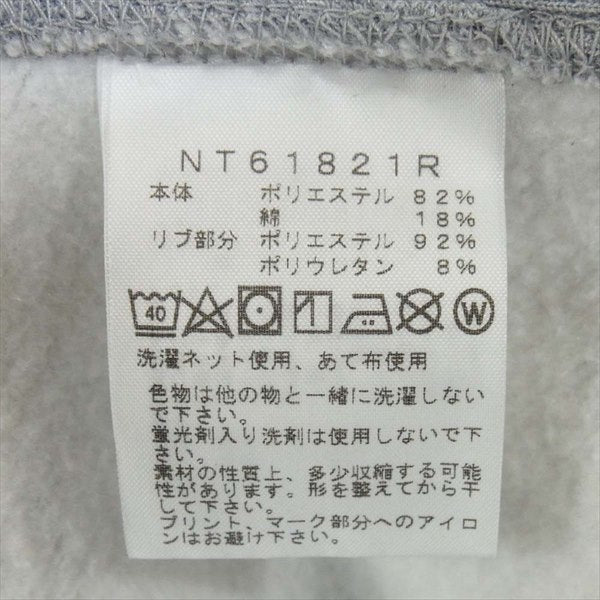 NT61821R
本体 ポリエステル 82%
綿 18%
リブ部分 ポリエステル 92%
ポリウレタン 8%
40 W
洗濯ネット使用、あて布使用
色物は他の物と一緒に洗濯しない
で下さい。
蛍光剤入り洗剤は使用しないで下
さい。
素材の性質上、多少収縮する可能
性があります。形を整えてから干
して下さい。
プリント、マーク部分へのアイロ
ンはお避け下さい。